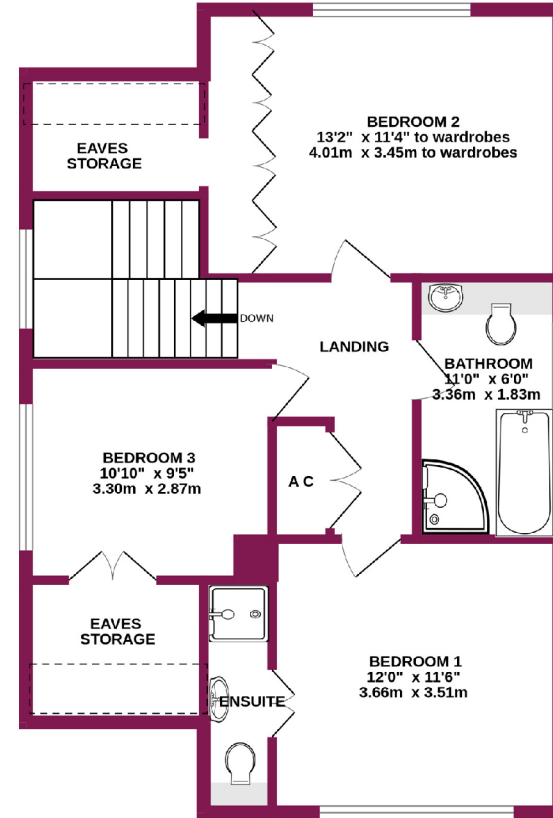 BEDROOM 2
13'2" x 11'4" to wardrobes
4.01m x 3.45m to wardrobes
EAVES
STORAGE
DOWN
LANDING
BATHROOM
11'0" x 6'0"
3.36m x 1.83m
BEDROOM 3
10'10" x 9'5"
3.30m x 2.87m
A C
EAVES
STORAGE
BEDROOM 1
12'0" x 11'6"
3.66m x 3.51m
ENSUITE